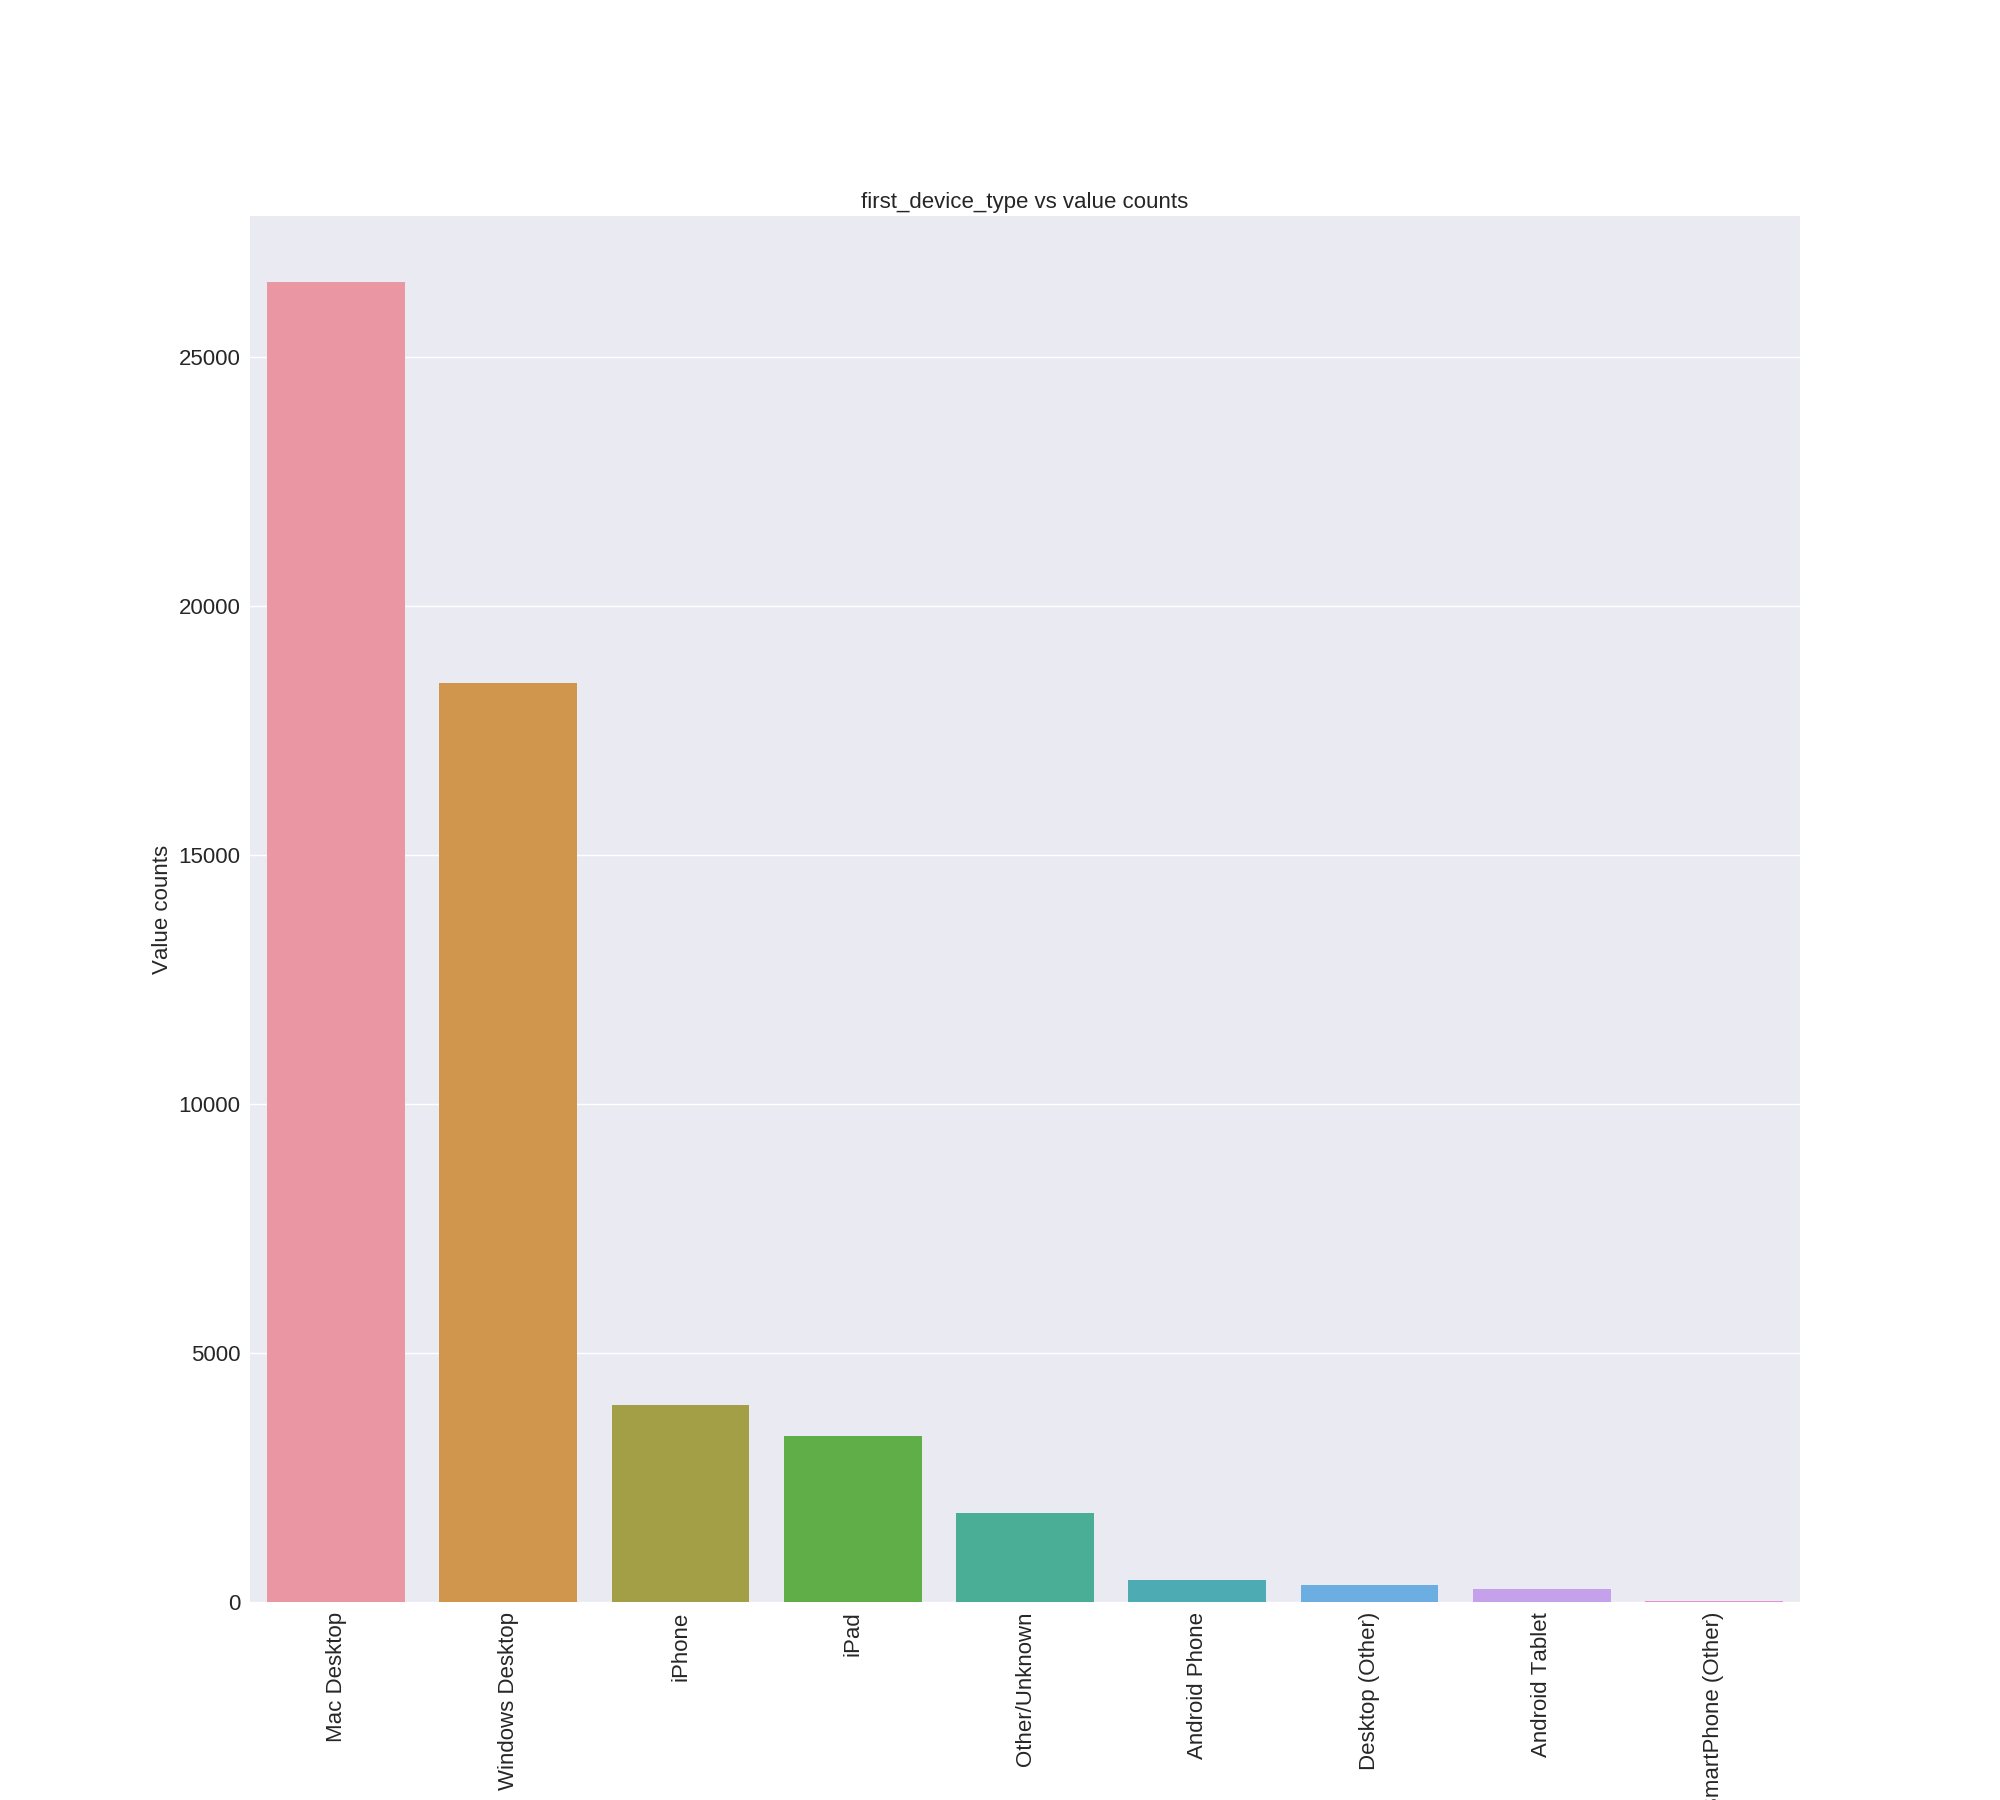 first_device_type vs value counts
Value counts
25000
20000
15000
10000
5000
0
Mac Desktop
Windows Desktop
iPhone
iPad
Other/Unknown
Android Phone
Desktop (Other)
Android Tablet
SmartPhone (Other)